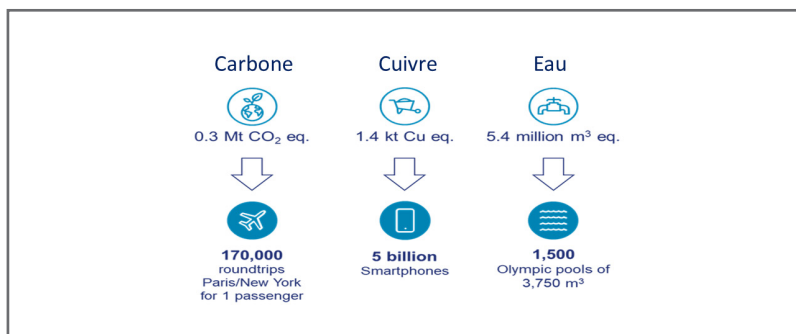 Carbone
0.3 Mt CO₂ eq.
170,000
roundtrips
Paris/New York
for 1 passenger
Cuivre
1.4 kt Cu eq.
5 billion
Smartphones
Eau
5.4 million m³ eq.
1,500
Olympic pools of
3,750 m³